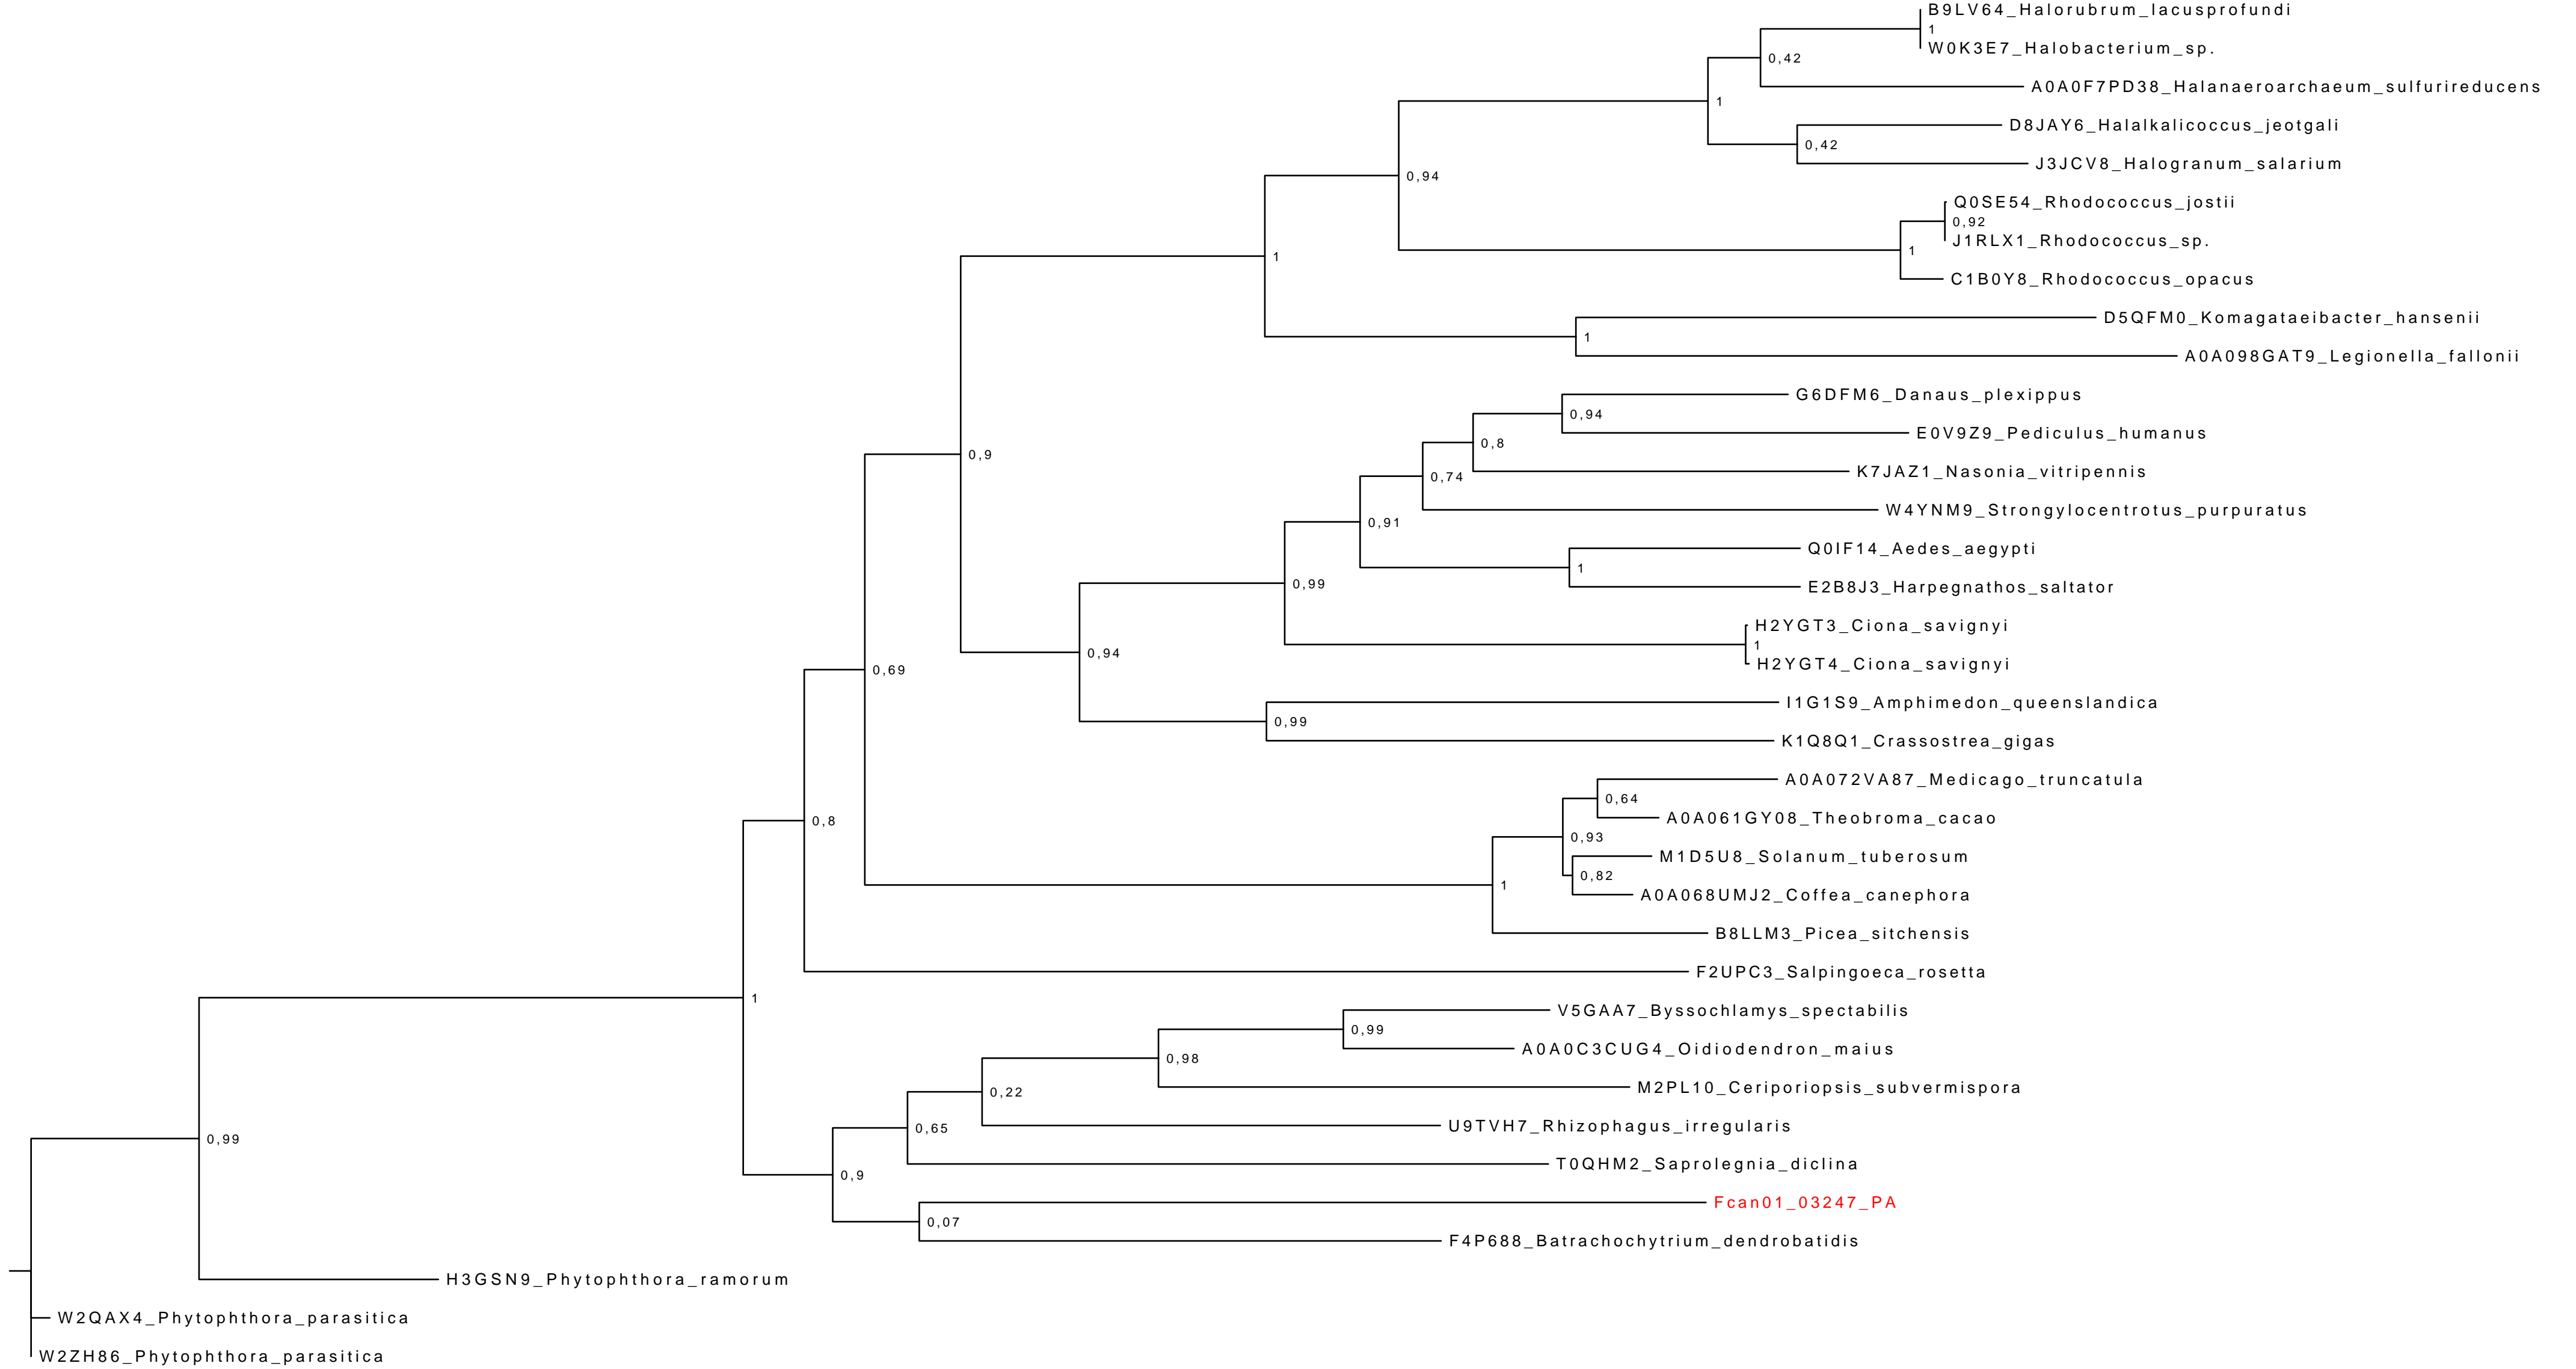 B9LV64_Halorubrum_lacusprofundi
1
W0K3E7_Halobacterium_sp.
0,42
A0A0F7PD38_Halanaeroarchaeum_sulfurireducens
1
D8JAY6_Halalkalicoccus_jeotgali
0,42
J3JCV8_Halogranum_salarium
0,94
Q0SE54_Rhodococcus_jostii
0,92
J1RLX1_Rhodococcus_sp.
1
C1B0Y8_Rhodococcus_opacus
1
D5QFM0_Komagataeibacter_hansenii
1
A0A098GAT9_Legionella_fallonii
G6DFM6_Danaus_plexippus
0,94
E0V9Z9_Pediculus_humanus
0,8
0,9
K7JAZ1_Nasonia_vitripennis
0,74
W4YNM9_Strongylocentrotus_purpuratus
0,91
Q0IF14_Aedes_aegypti
1
0,99
E2B8J3_Harpegnathos_saltator
H2YGT3_Ciona_savignyi
1
0,94
H2YGT4_Ciona_savignyi
0,69
I1G1S9_Amphimedon_queenslandica
0,99
K1Q8Q1_Crassostrea_gigas
A0A072VA87_Medicago_truncatula
0,64
A0A061GY08_Theobroma_cacao
0,8
0,93
M1D5U8_Solanum_tuberosum
0,82
1
A0A068UMJ2_Coffea_canephora
B8LLM3_Picea_sitchensis
F2UPC3_Salpingoeca_rosetta
1
V5GAA7_Byssochlamys_spectabilis
0,99
A0A0C3CUG4_Oidiodendron_maius
0,98
M2PL10_Ceriporiopsis_subvermispora
0,22
U9TVH7_Rhizophagus_irregularis
0,65
0,99
T0QHM2_Saprolegnia_diclina
0,9
Fcan01_03247_PA
0,07
F4P688_Batrachochytrium_dendrobatidis
H3GSN9_Phytophthora_ramorum
W2QAX4_Phytophthora_parasitica
W2ZH86_Phytophthora_parasitica